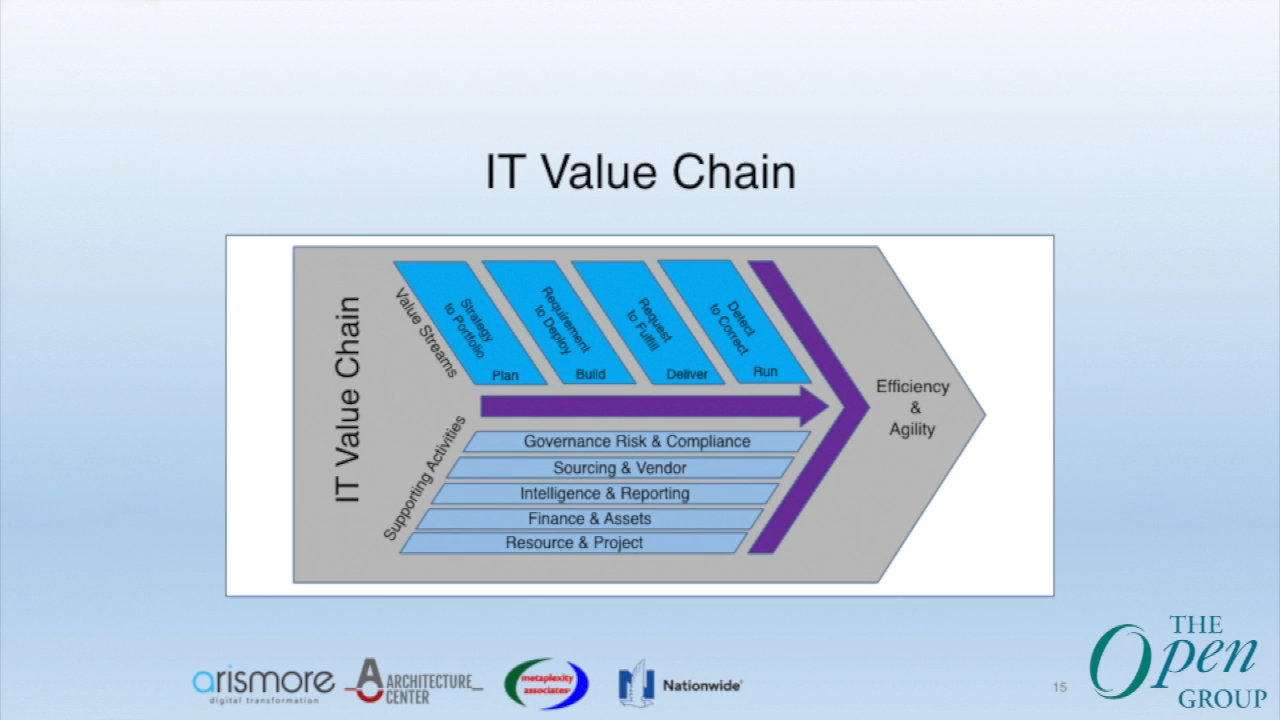 IT Value Chain
IT Value Chain
Value Streams
Strategy
to Portfolio
Plan
Requirement
to Deploy
Build
Request
to Fulfill
Deliver
Detect
to Correct
Run
Efficiency
&
Agility
Supporting Activities
Governance Risk & Compliance
Sourcing & Vendor
Intelligence & Reporting
Finance & Assets
Resource & Project
arismore
digital transformation
ARCHITECTURE
CENTER
metaplexity
associates
Nationwide®
15
THE
Open
GROUP